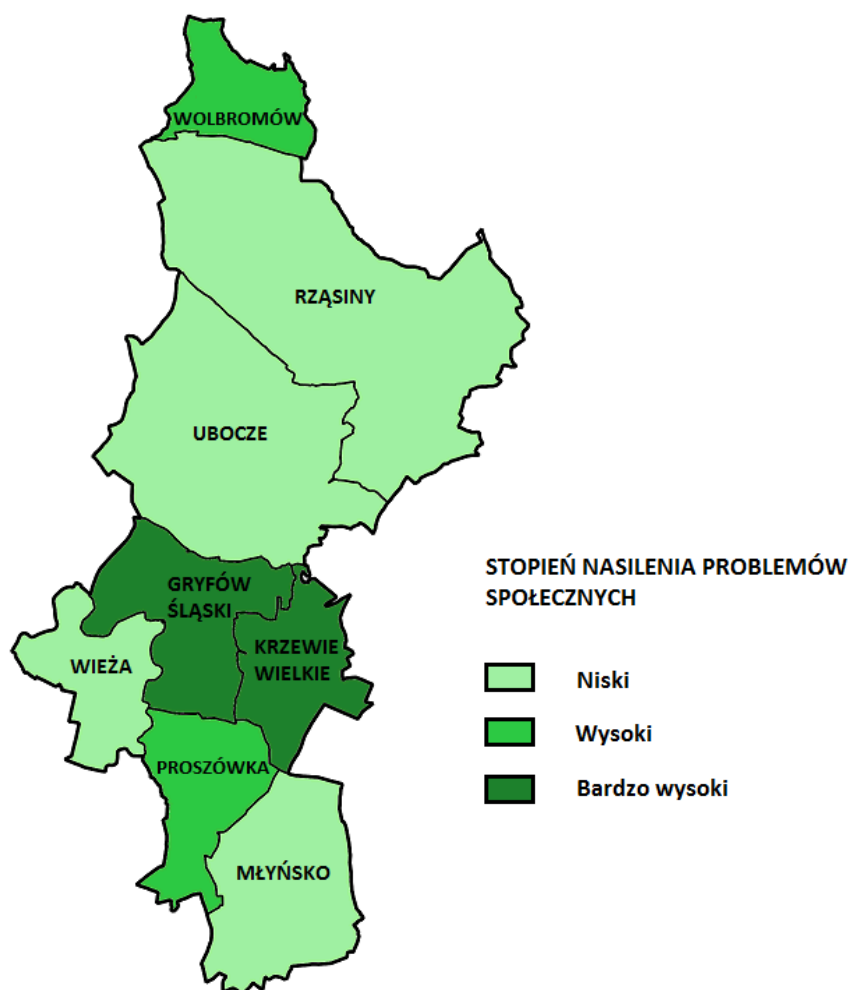 WOLBROMÓW
RZĄSINY
UBOCZE
GRYFÓW
ŚLĄSKI
KRZEWIE
WIELKIE
WIEŻA
PROSZÓWKA
MŁYŃSKO
STOPIEŃ NASILENIA PROBLEMÓW
SPOŁECZNYCH
Niski
Wysoki
Bardzo wysoki